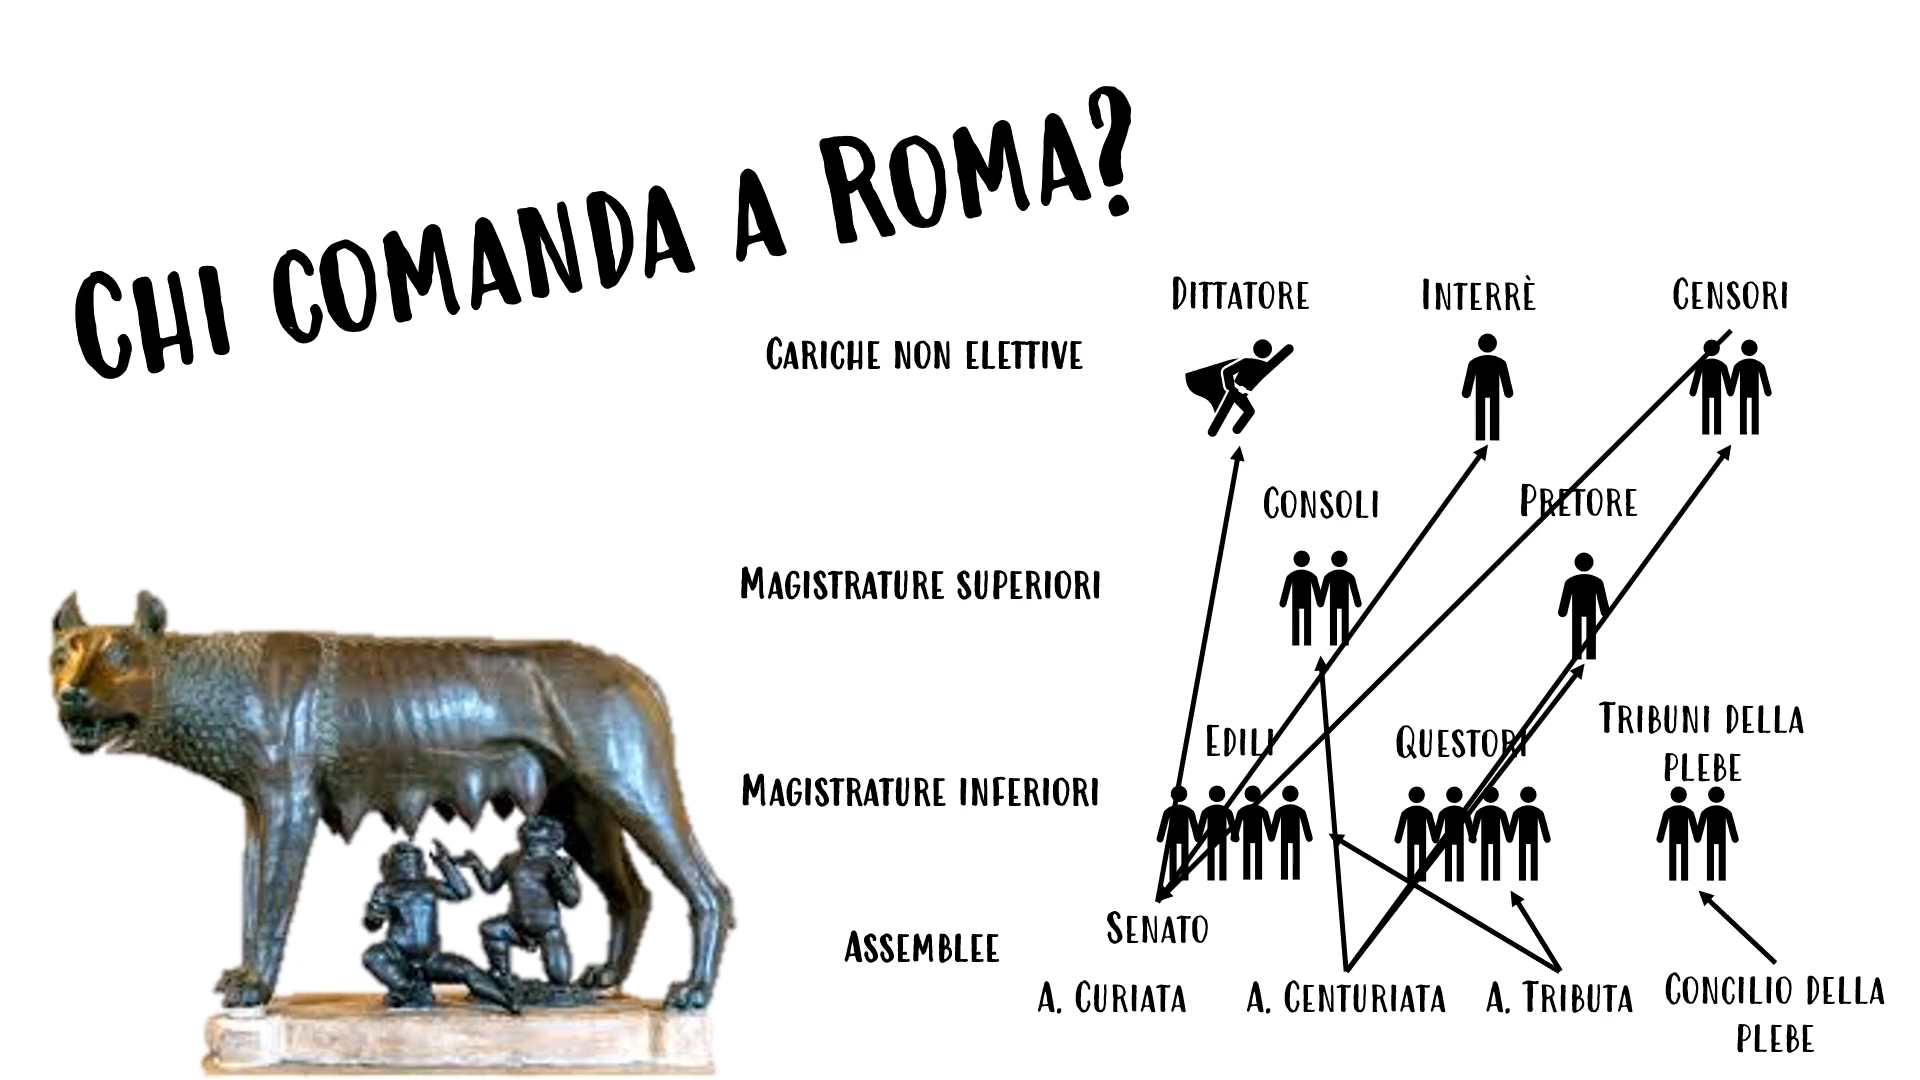 Chi comanda a Roma?
Dittatore
Interrè
Censori
Cariche non elettive
Consoli
Pretore
Magistrature superiori
Edili
Questori
Tribuni della
plebe
Magistrature inferiori
Assemblee
Senato
A. Curiata
A. Centuriata
A. Tributa
Concilio della
plebe